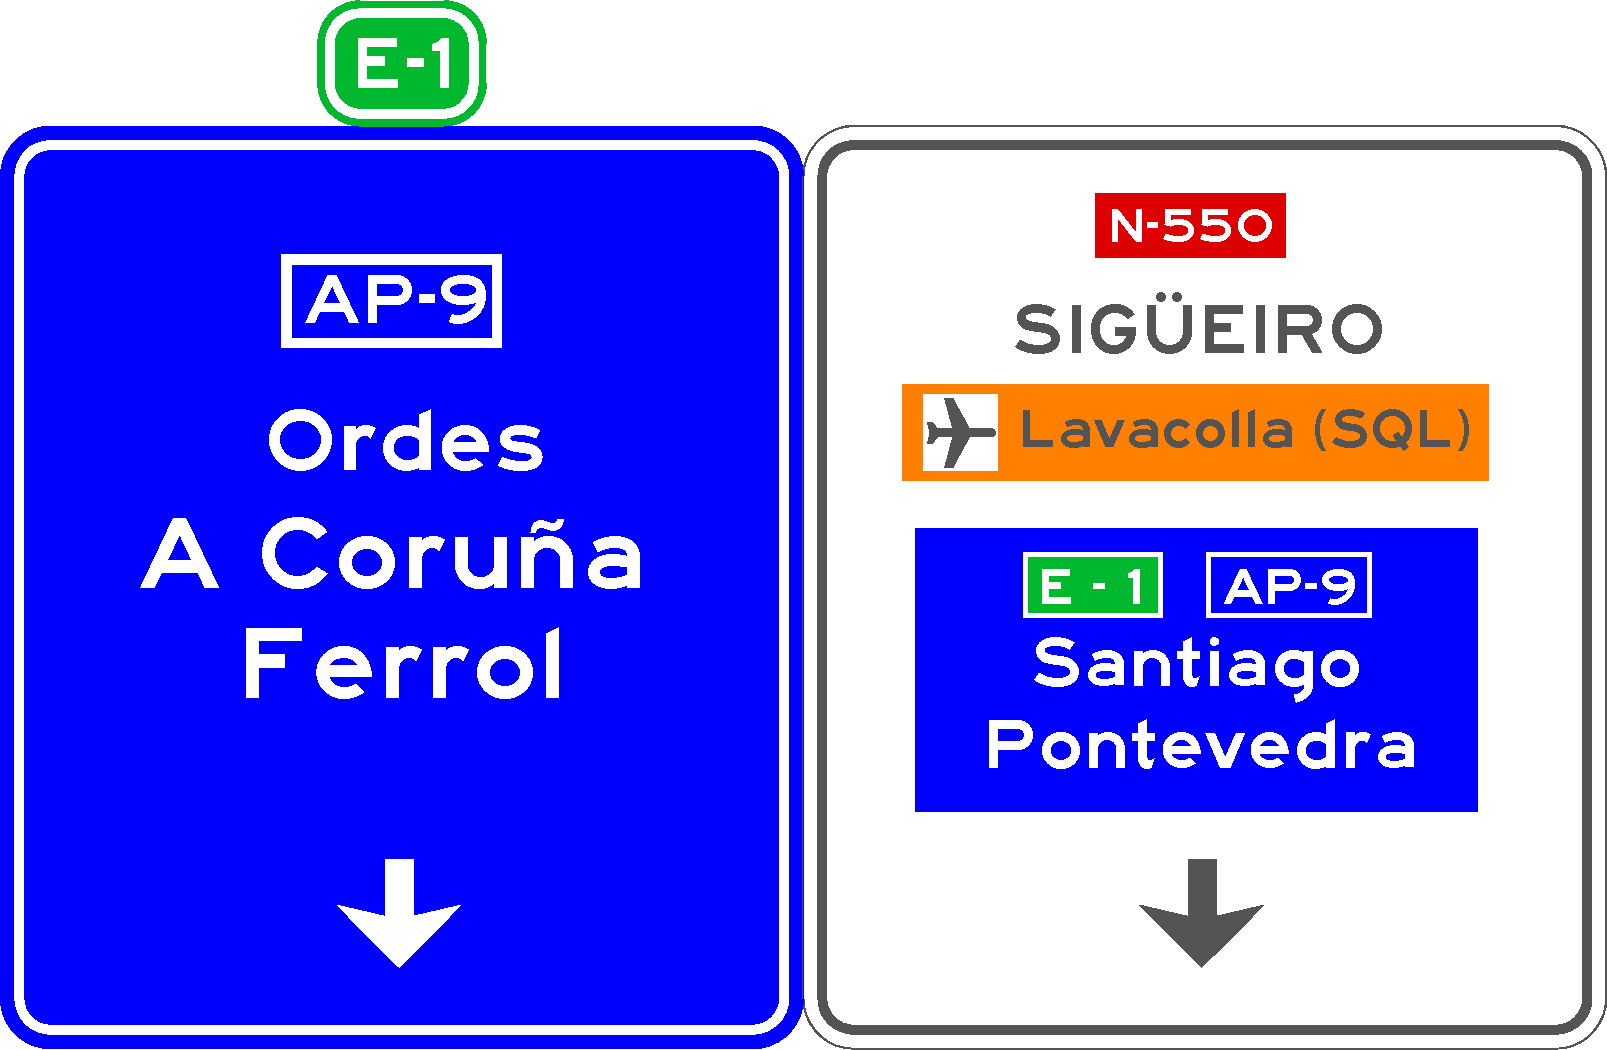 E-1
AP-9
Ordes
A Coruña
Ferrol
N-550
SIGÜEIRO
Lavacolla (SQL)
E - 1 AP-9
Santiago
Pontevedra